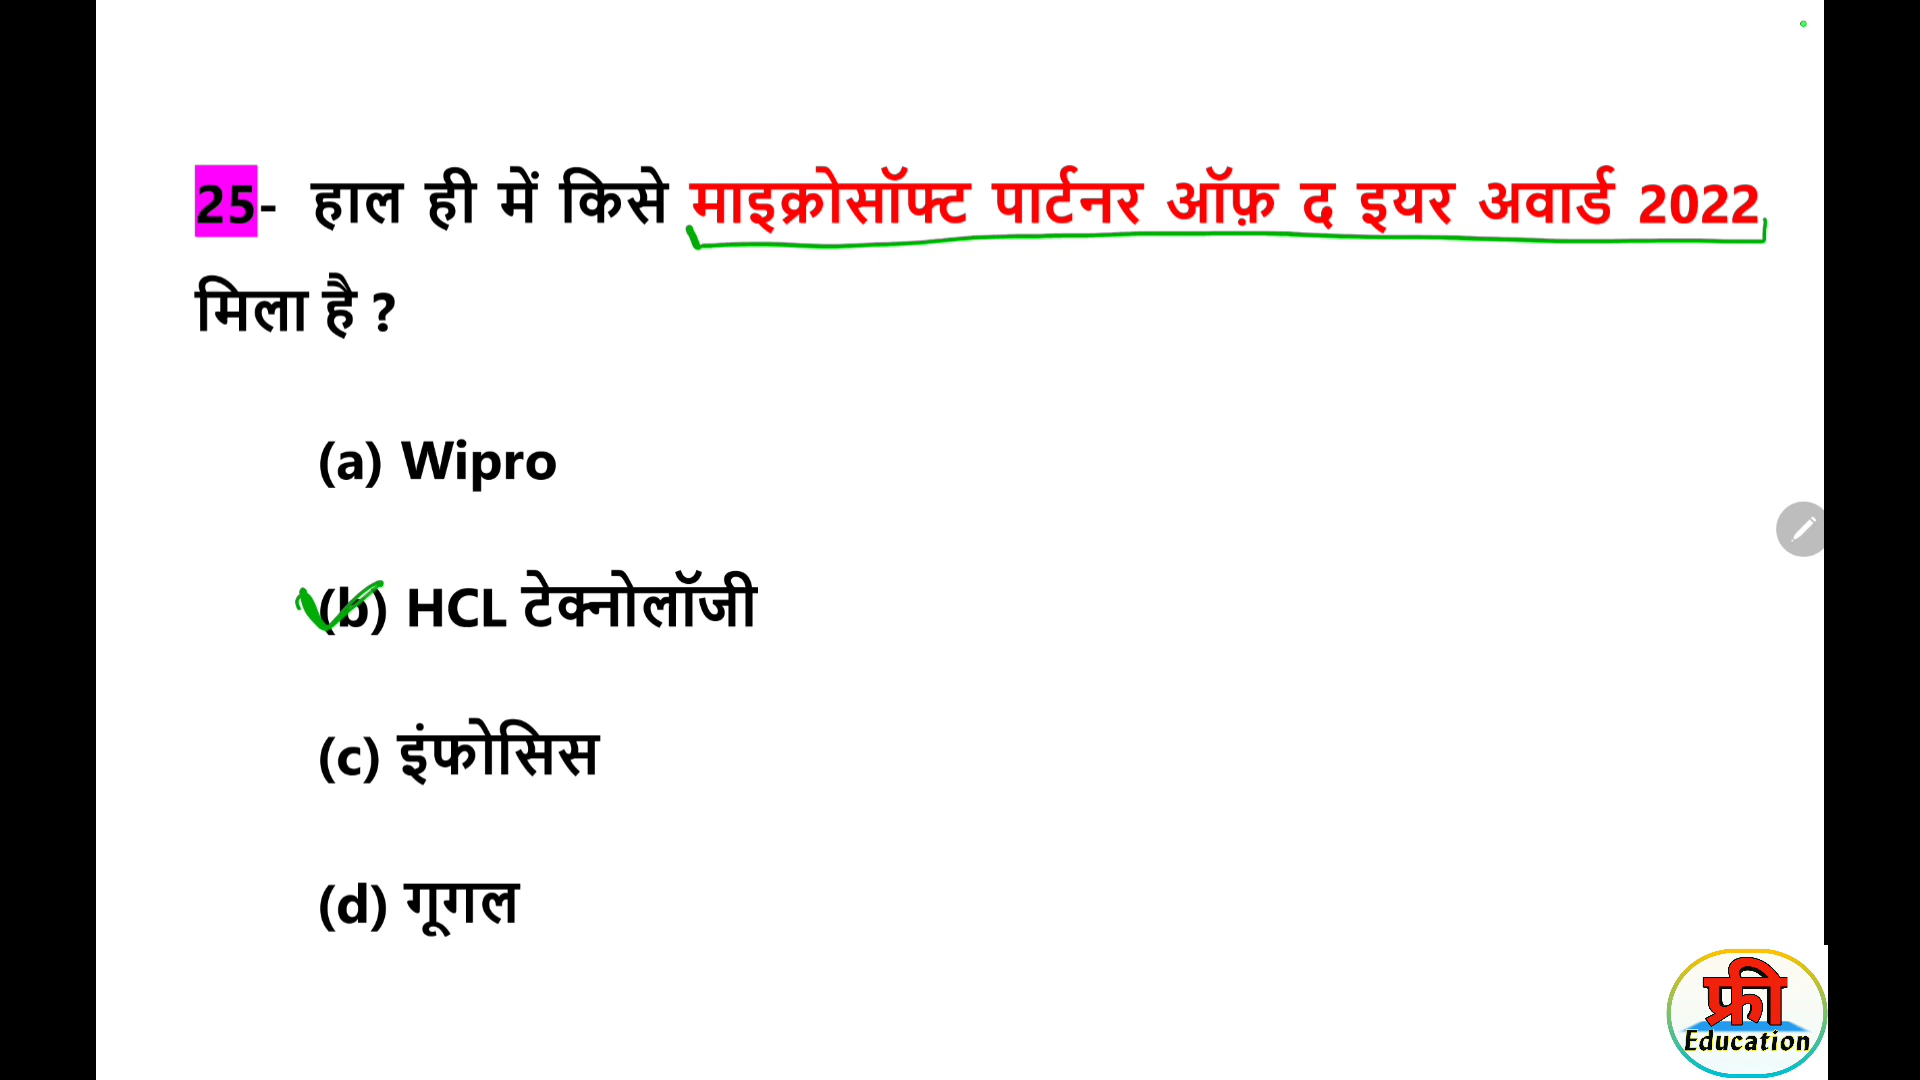 25- हाल ही में किसे माइक्रोसॉफ्ट पार्टनर ऑफ़ द इयर अवार्ड 2022
मिला है ?
(a) Wipro
(b) HCL टेक्नोलॉजी
(c) इंफोसिस
(d) गूगल
फ्री
Education